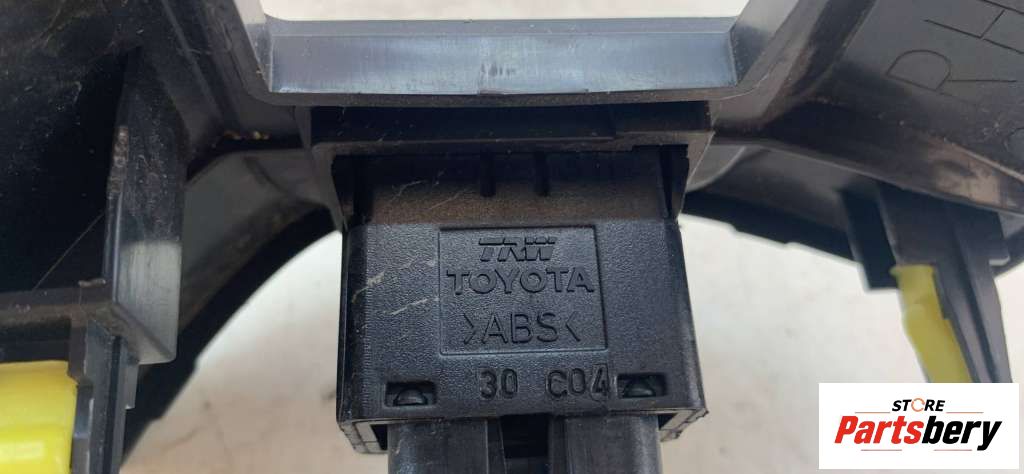 TRW
TOYOTA
>ABS<
30 C04
STORE
Partsbery